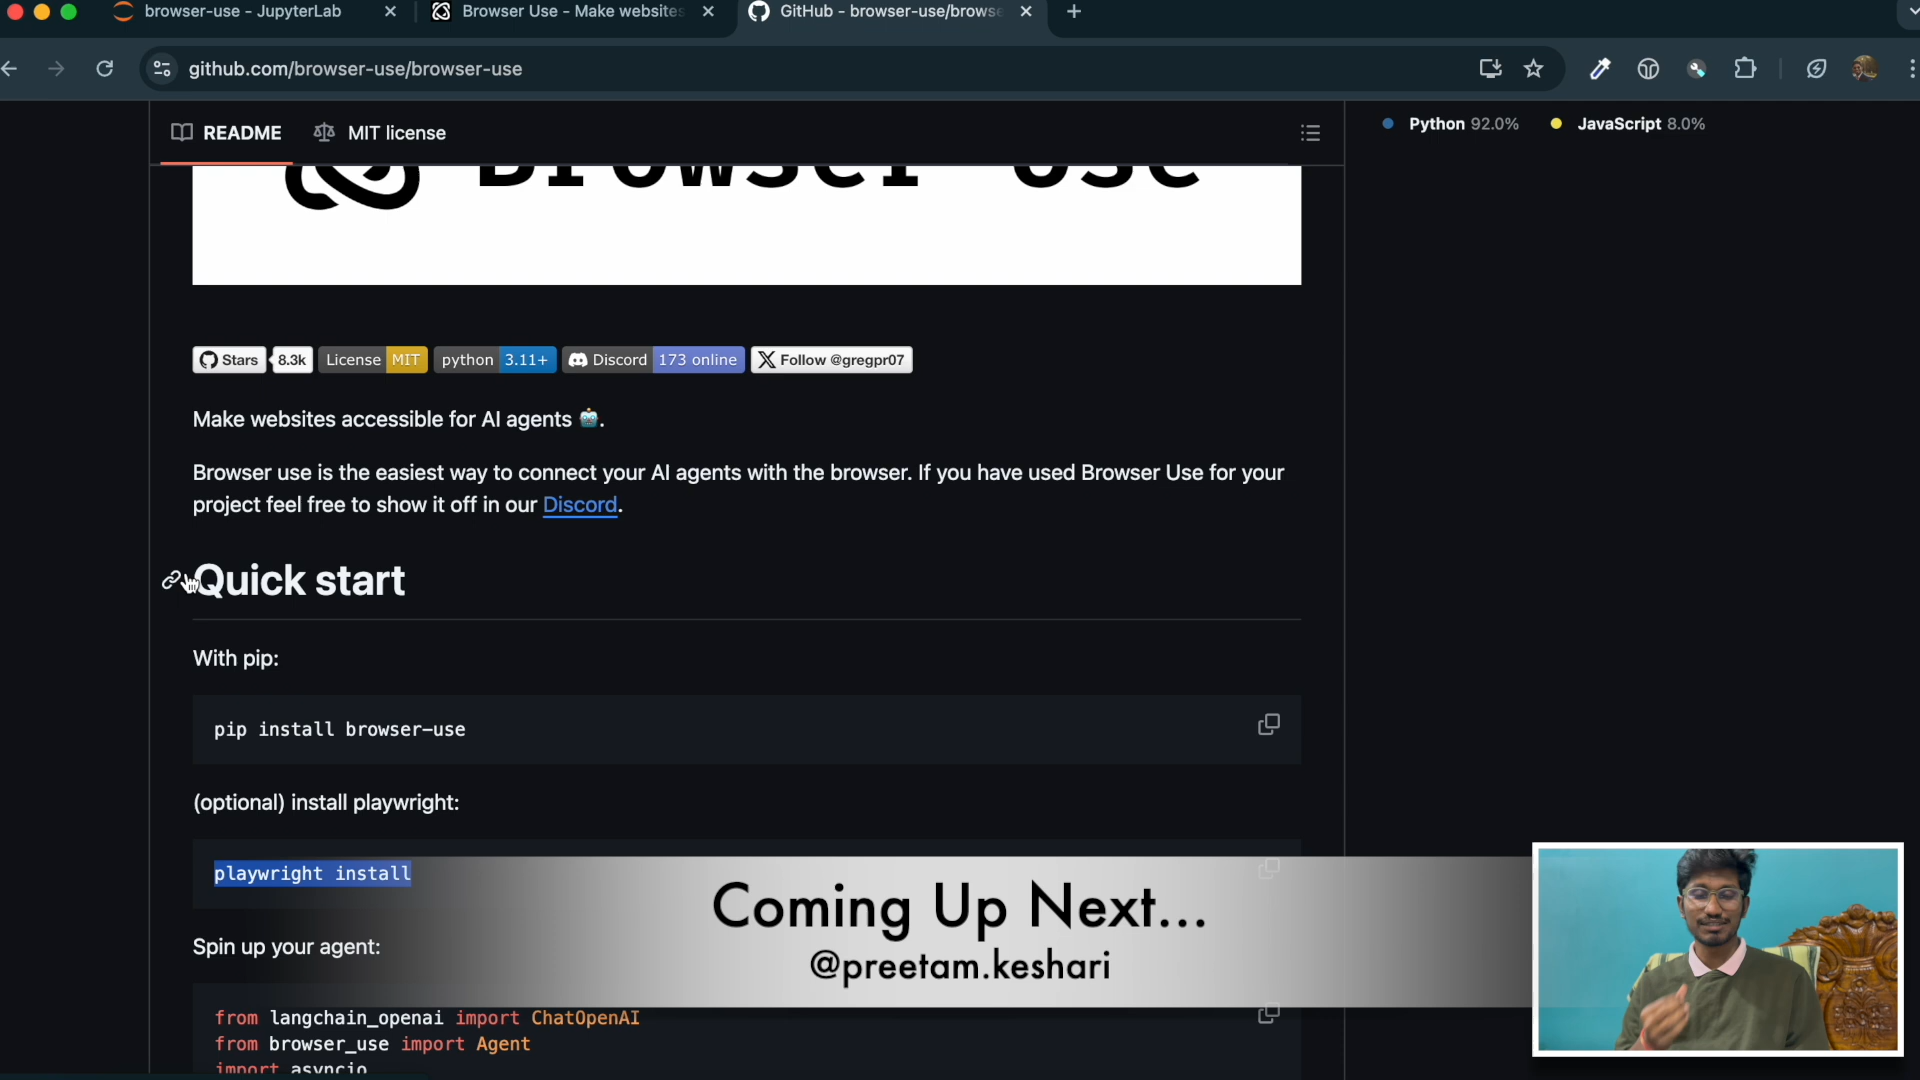 browser-use - JupyterLab
Browser Use - Make websites
GitHub - browser-use/browse
github.com/browser-use/browser-use
README
MIT license
Python 92.0%
JavaScript 8.0%
Browser Use
Stars 8.3k
License MIT
python 3.11+
Discord 173 online
Follow @gregpr07
Make websites accessible for AI agents 🤖.
Browser use is the easiest way to connect your AI agents with the browser. If you have used Browser Use for your
project feel free to show it off in our Discord.
Quick start
With pip:
pip install browser-use
(optional) install playwright:
playwright install
Coming Up Next...
@preetam.keshari
Spin up your agent:
from langchain_openai import ChatOpenAI
from browser_use import Agent
import asyncio